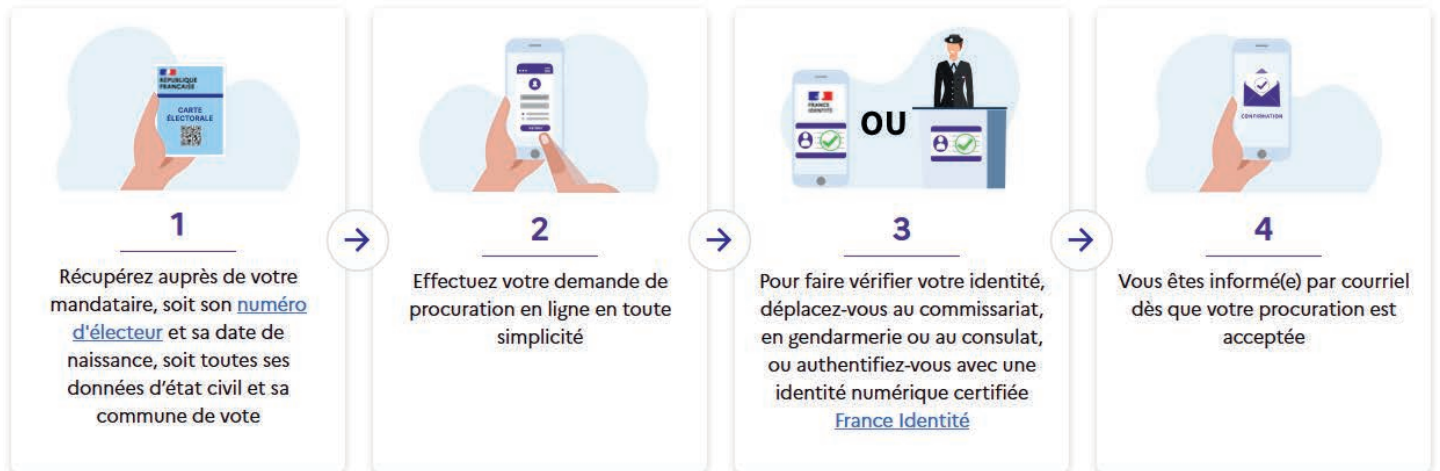 RÉPUBLIQUE
FRANÇAISE
CARTE
ÉLECTORALE
1
Récupérez auprès de votre
mandataire, soit son numéro
d'électeur et sa date de
naissance, soit toutes ses
données d'état civil et sa
commune de vote
2
Effectuez votre demande de
procuration en ligne en toute
simplicité
FRANCE
IDENTITÉ
OU
3
Pour faire vérifier votre identité,
déplacez-vous au commissariat,
en gendarmerie ou au consulat,
ou authentifiez-vous avec une
identité numérique certifiée
France Identité
CONFIRMATION
4
Vous êtes informé(e) par courriel
dès que votre procuration est
acceptée